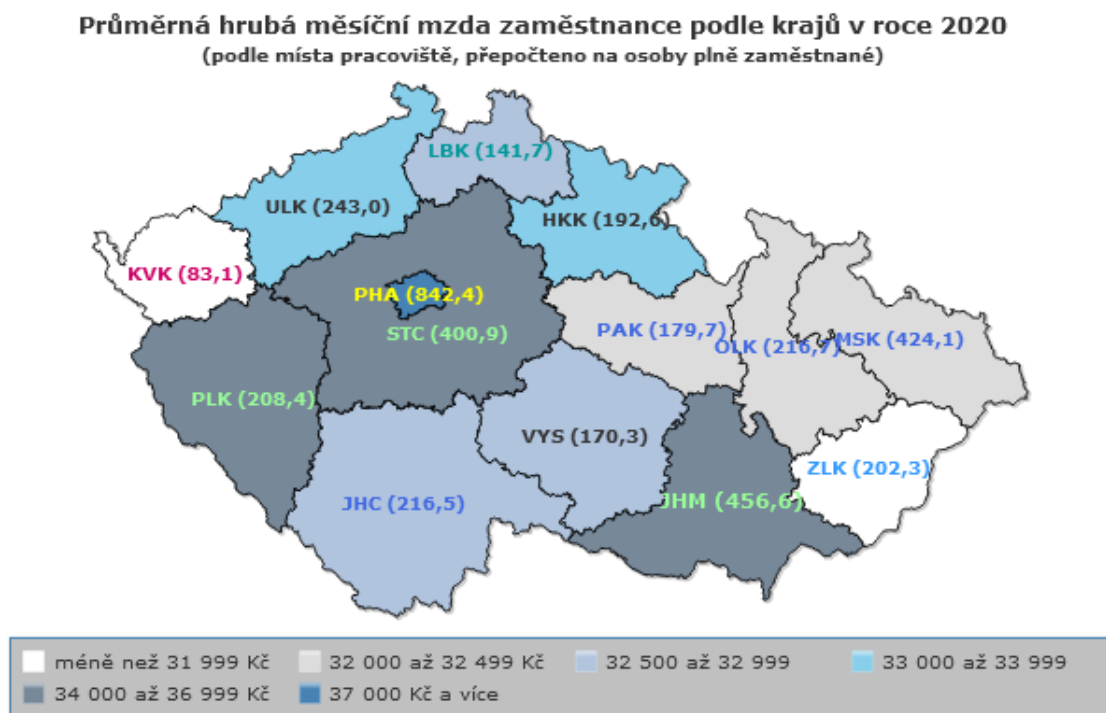 Průměrná hrubá měsíční mzda zaměstnance podle krajů v roce 2020
(podle místa pracoviště, přepočteno na osoby plně zaměstnané)
LBK (141,7)
ULK (243,0)
HKK (192,6)
KVK (83,1)
PHA (842,4)
STC (400,9)
PAK (179,7)
OLK (216,7)
MSK (424,1)
PLK (208,4)
VYS (170,3)
ZLK (202,3)
JHC (216,5)
JHM (456,6)
méně než 31 999 Kč 32 000 až 32 499 Kč 32 500 až 32 999 33 000 až 33 999
34 000 až 36 999 Kč 37 000 Kč a více